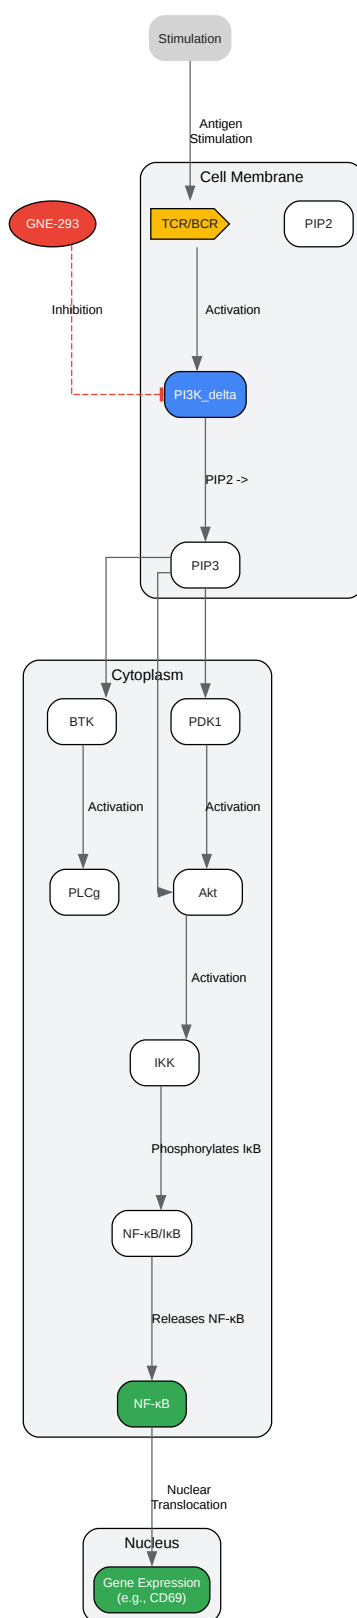 Stimulation
Antigen
Stimulation
Cell Membrane
GNE-293
TCR/BCR
PIP2
Inhibition
Activation
PI3K_delta
PIP2 ->
PIP3
Cytoplasm
BTK
PDK1
Activation
Activation
PLCg
Akt
Activation
IKK
Phosphorylates IκB
NF-κB/IκB
Releases NF-κB
NF-κB
Nuclear
Translocation
Nucleus
Gene Expression
(e.g., CD69)